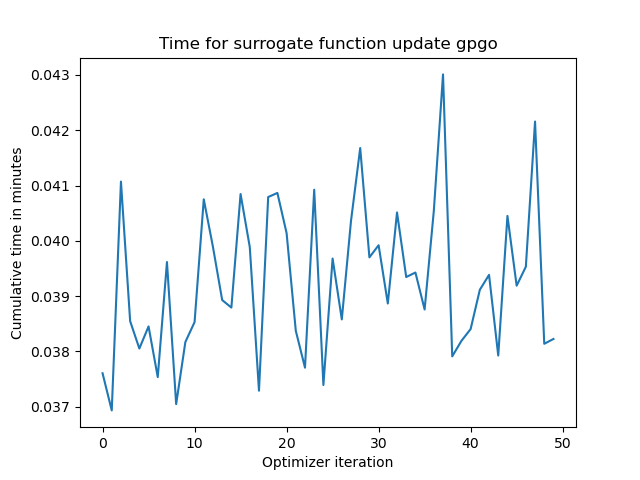 Time for surrogate function update gpgo
Cumulative time in minutes
0.043
0.042
0.041
0.040
0.039
0.038
0.037
0 10 20 30 40 50
Optimizer iteration